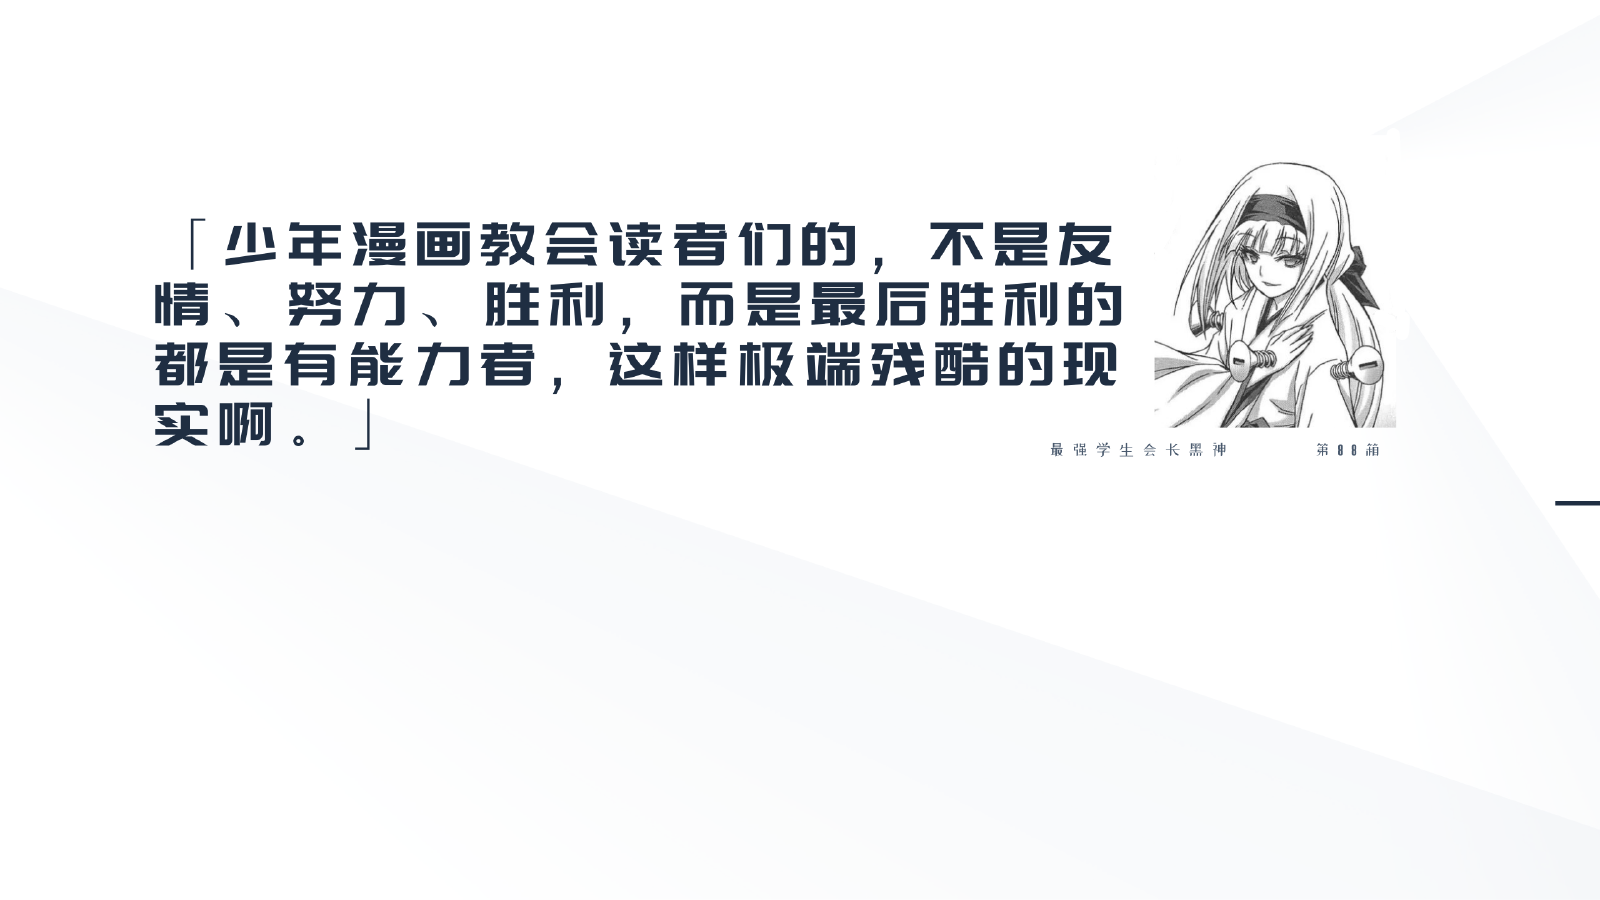 「少年漫画教会读者们的，不是友
情、努力、胜利，而是最后胜利的
都是有能力者，这样极端残酷的现
实啊。」
最强学生会长黑神 第88箱